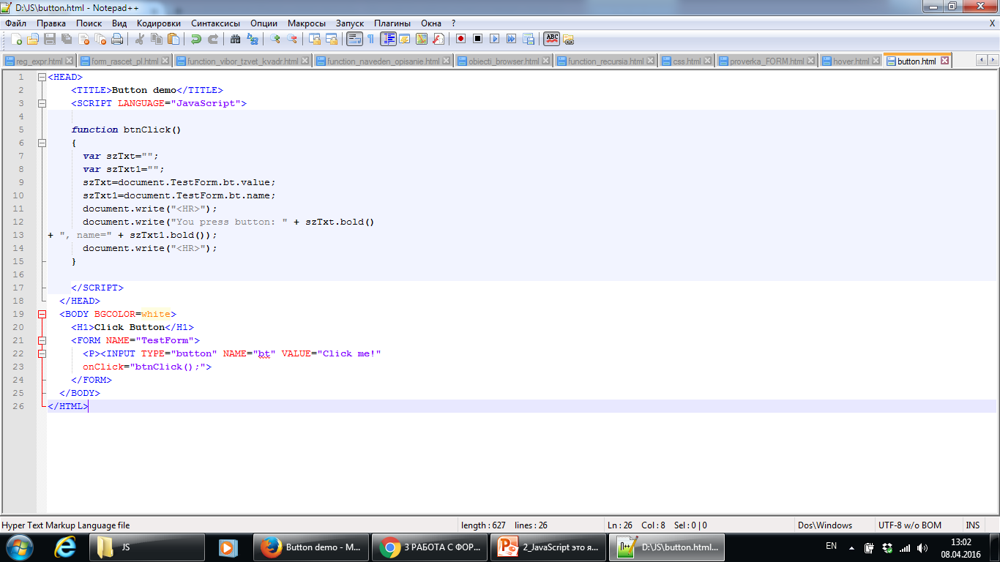 D:\JS\button.html - Notepad++
Файл Правка Поиск Вид Кодировки Синтаксисы Опции Макросы Запуск Плагины Окна ? X
ABC
reg_expr.html form_rascet_pl.html function_vibor_tzvet_kvadr.html function_naveden_opisanie.html obiecti_browser.html function_recursia.html css.html proverka_FORM.html hover.html button.html
1 <HEAD>
2 <TITLE>Button demo</TITLE>
3 <SCRIPT LANGUAGE="JavaScript">
4
5 function btnClick()
6 {
7 var szTxt="";
8 var szTxt1="";
9 szTxt=document.TestForm.bt.value;
10 szTxt1=document.TestForm.bt.name;
11 document.write("<HR>");
12 document.write("You press button: " + szTxt.bold()
13 + ", name=" + szTxt1.bold());
14 document.write("<HR>");
15 }
16
17 </SCRIPT>
18 </HEAD>
19 <BODY BGCOLOR=white>
20 <H1>Click Button</H1>
21 <FORM NAME="TestForm">
22 <P><INPUT TYPE="button" NAME="bt" VALUE="Click me!"
23 onClick="btnClick();">
24 </FORM>
25 </BODY>
26 </HTML>
Hyper Text Markup Language file length : 627 lines : 26 Ln : 26 Col : 8 Sel : 0 | 0 Dos\Windows UTF-8 w/o BOM INS
JS Button demo - M... 3 РАБОТА С ФОР... 2_JavaScript это я... D:\JS\button.html... EN 13:02
08.04.2016